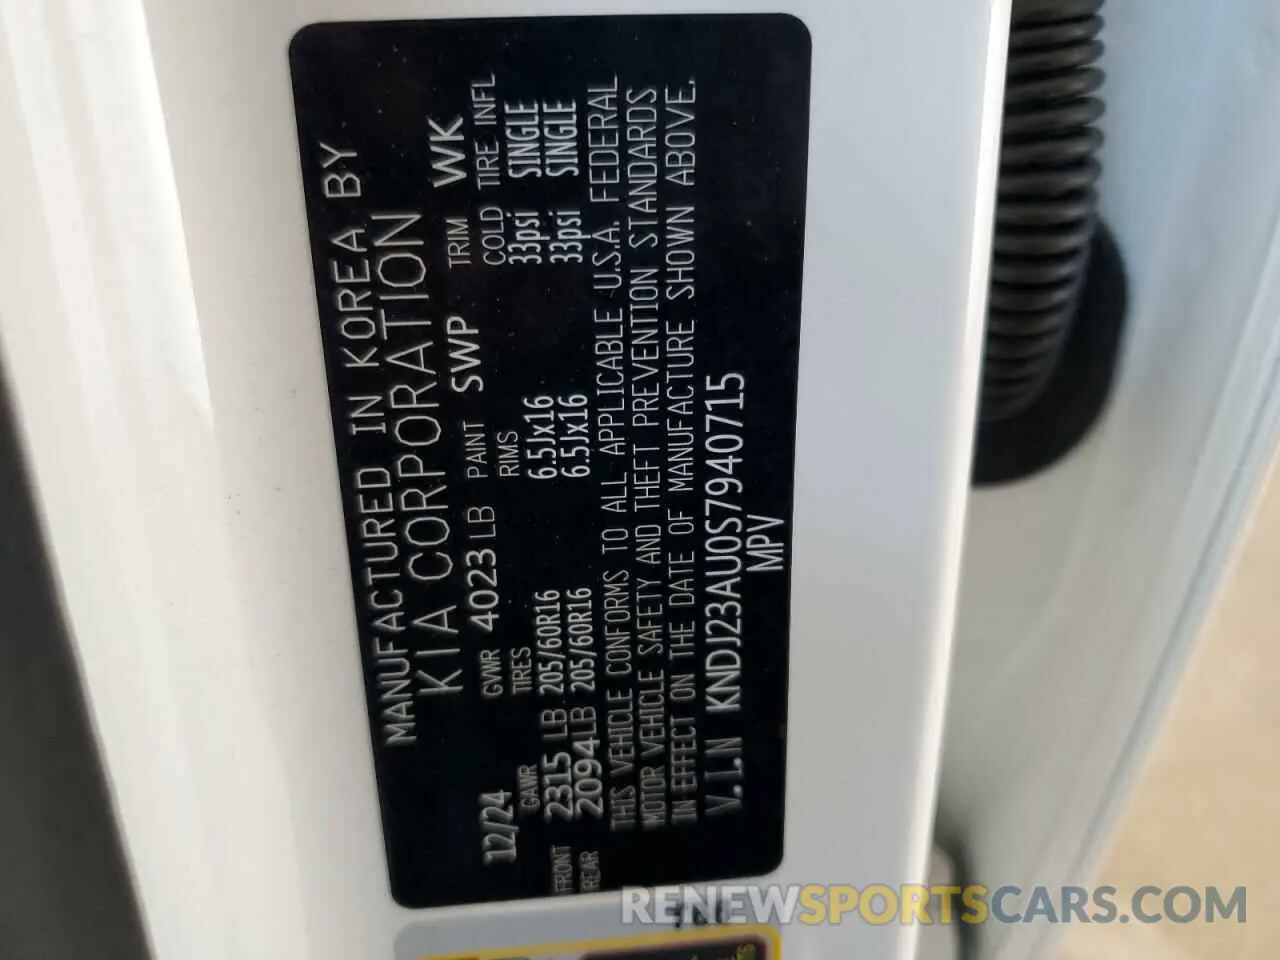 MANUFACTURED IN KOREA BY
KIA CORPORATION
12/24 GVWR 4023 LB PAINT SWP TRIM WK
GAWR TIRES RIMS COLD TIRE INFL
FRONT 2315 LB 205/60R16 6.5Jx16 33psi SINGLE
REAR 2094 LB 205/60R16 6.5Jx16 33psi SINGLE
THIS VEHICLE CONFORMS TO ALL APPLICABLE U.S.A. FEDERAL
MOTOR VEHICLE SAFETY AND THEFT PREVENTION STANDARDS
IN EFFECT ON THE DATE OF MANUFACTURE SHOWN ABOVE.
V.I.N KNDJ23AU0S7940715
MPV
RENEWSPORTSCARS.COM